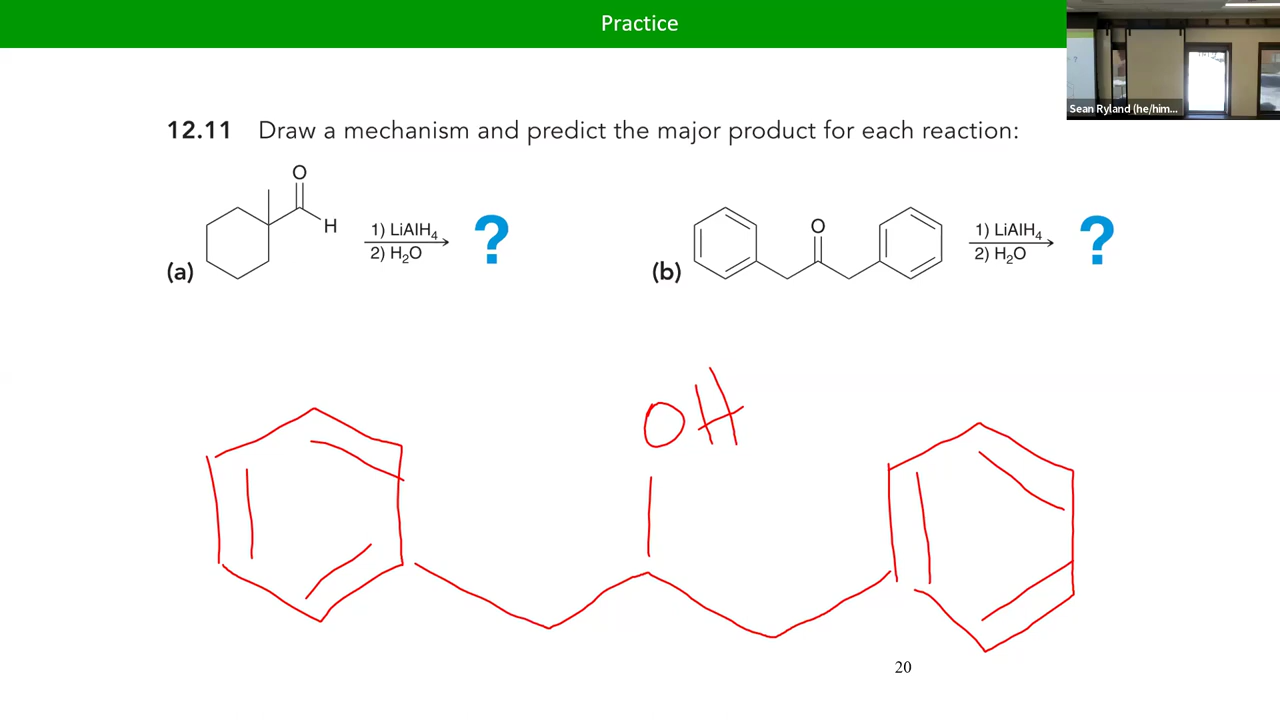 Practice
Sean Ryland (he/him...
12.11 Draw a mechanism and predict the major product for each reaction:
(a)
O
H
1) LiAlH₄
2) H₂O
?
(b)
O
1) LiAlH₄
2) H₂O
?
OH
20